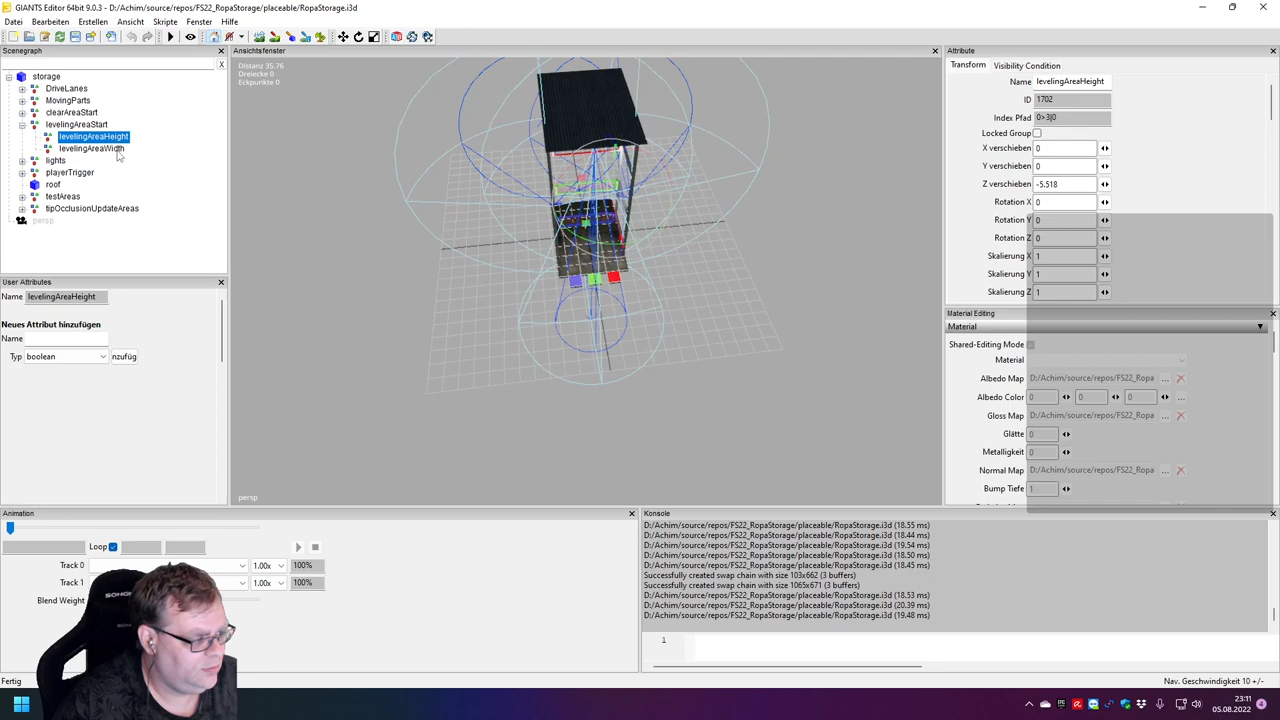 GIANTS Editor 64bit 9.0.3 - D:/Achim/source/repos/FS22_RopaStorage/placeable/RopaStorage.i3d
Datei Bearbeiten Erstellen Ansicht Skripte Fenster Hilfe
Scenegraph
X
storage
DriveLanes
MovingParts
clearAreaStart
levelingAreaStart
levelingAreaHeight
levelingAreaWidth
lights
playerTrigger
roof
testAreas
tipOcclusionUpdateAreas
persp
User Attributes
Name levelingAreaHeight
Neues Attribut hinzufügen
Name
Typ boolean nzufüg
Ansichtsfenster
Distanz 35.76
Dreiecke 0
Eckpunkte 0
persp
Attribute
Transform Visibility Condition
Name levelingAreaHeight
ID 1702
Index Pfad 0>3|0
Locked Group
X verschieben 0
Y verschieben 0
Z verschieben -5.518
Rotation X 0
Rotation Y 0
Rotation Z 0
Skalierung X 1
Skalierung Y 1
Skalierung Z 1
Material Editing
Material
Shared-Editing Mode
Material
Albedo Map D:/Achim/source/repos/FS22_Ropa ...
Albedo Color 0 0 0 ...
Gloss Map D:/Achim/source/repos/FS22_Ropa ...
Glätte 0
Metalligkeit 0
Normal Map D:/Achim/source/repos/FS22_Ropa ...
Bump Tiefe 1
Animation
Loop
Track 0 1.00x 100%
Track 1 1.00x 100%
Blend Weight
Konsole
D:/Achim/source/repos/FS22_RopaStorage/placeable/RopaStorage.i3d (18.55 ms)
D:/Achim/source/repos/FS22_RopaStorage/placeable/RopaStorage.i3d (18.44 ms)
D:/Achim/source/repos/FS22_RopaStorage/placeable/RopaStorage.i3d (19.54 ms)
D:/Achim/source/repos/FS22_RopaStorage/placeable/RopaStorage.i3d (18.50 ms)
D:/Achim/source/repos/FS22_RopaStorage/placeable/RopaStorage.i3d (18.45 ms)
Successfully created swap chain with size 103x662 (3 buffers)
Successfully created swap chain with size 1065x671 (3 buffers)
D:/Achim/source/repos/FS22_RopaStorage/placeable/RopaStorage.i3d (18.53 ms)
D:/Achim/source/repos/FS22_RopaStorage/placeable/RopaStorage.i3d (20.39 ms)
D:/Achim/source/repos/FS22_RopaStorage/placeable/RopaStorage.i3d (19.48 ms)
1
Fertig
Nav. Geschwindigkeit 10 +/-
SONGMICS
23:11
05.08.2022